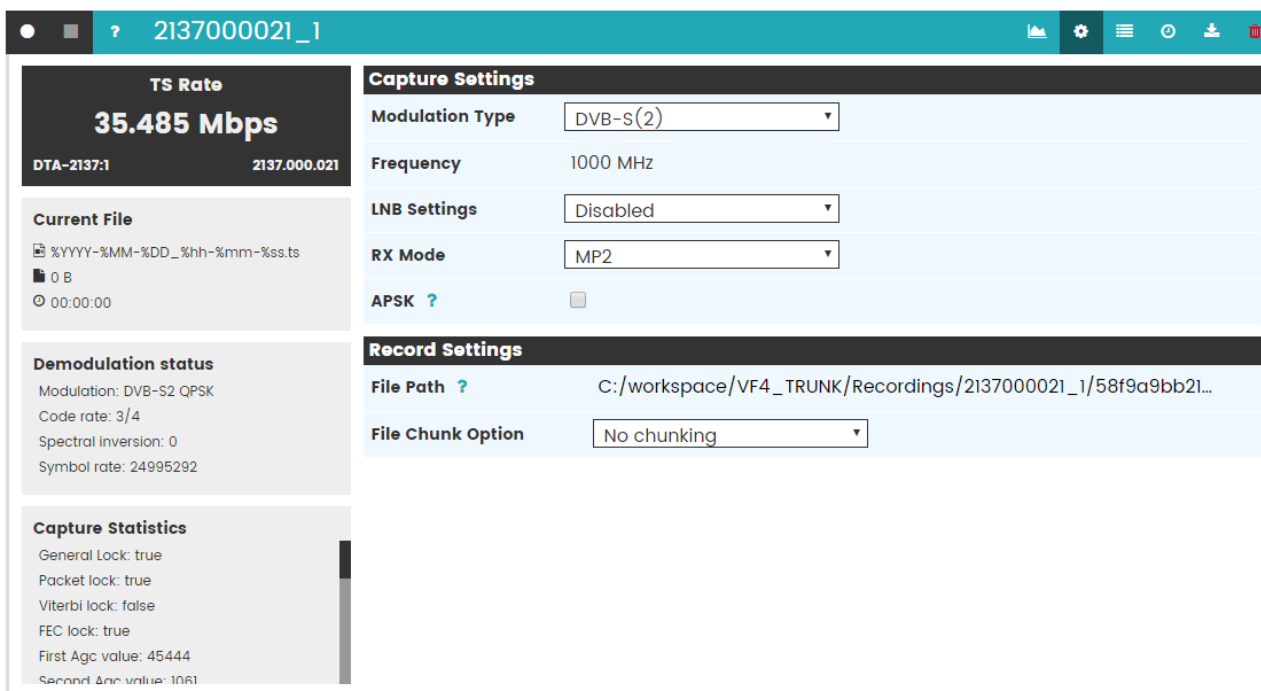 ? 2137000021_1
TS Rate
35.485 Mbps
DTA-2137:1 2137.000.021
Current File
%YYYY-%MM-%DD_%hh-%mm-%ss.ts
0 B
00:00:00
Demodulation status
Modulation: DVB-S2 QPSK
Code rate: 3/4
Spectral inversion: 0
Symbol rate: 24995292
Capture Statistics
General Lock: true
Packet lock: true
Viterbi lock: false
FEC lock: true
First Agc value: 45444
Second Agc value: 1061
Capture Settings
Modulation Type DVB-S(2)
Frequency 1000 MHz
LNB Settings Disabled
RX Mode MP2
APSK ?
Record Settings
File Path ? C:/workspace/VF4_TRUNK/Recordings/2137000021_1/58f9a9bb21...
File Chunk Option No chunking